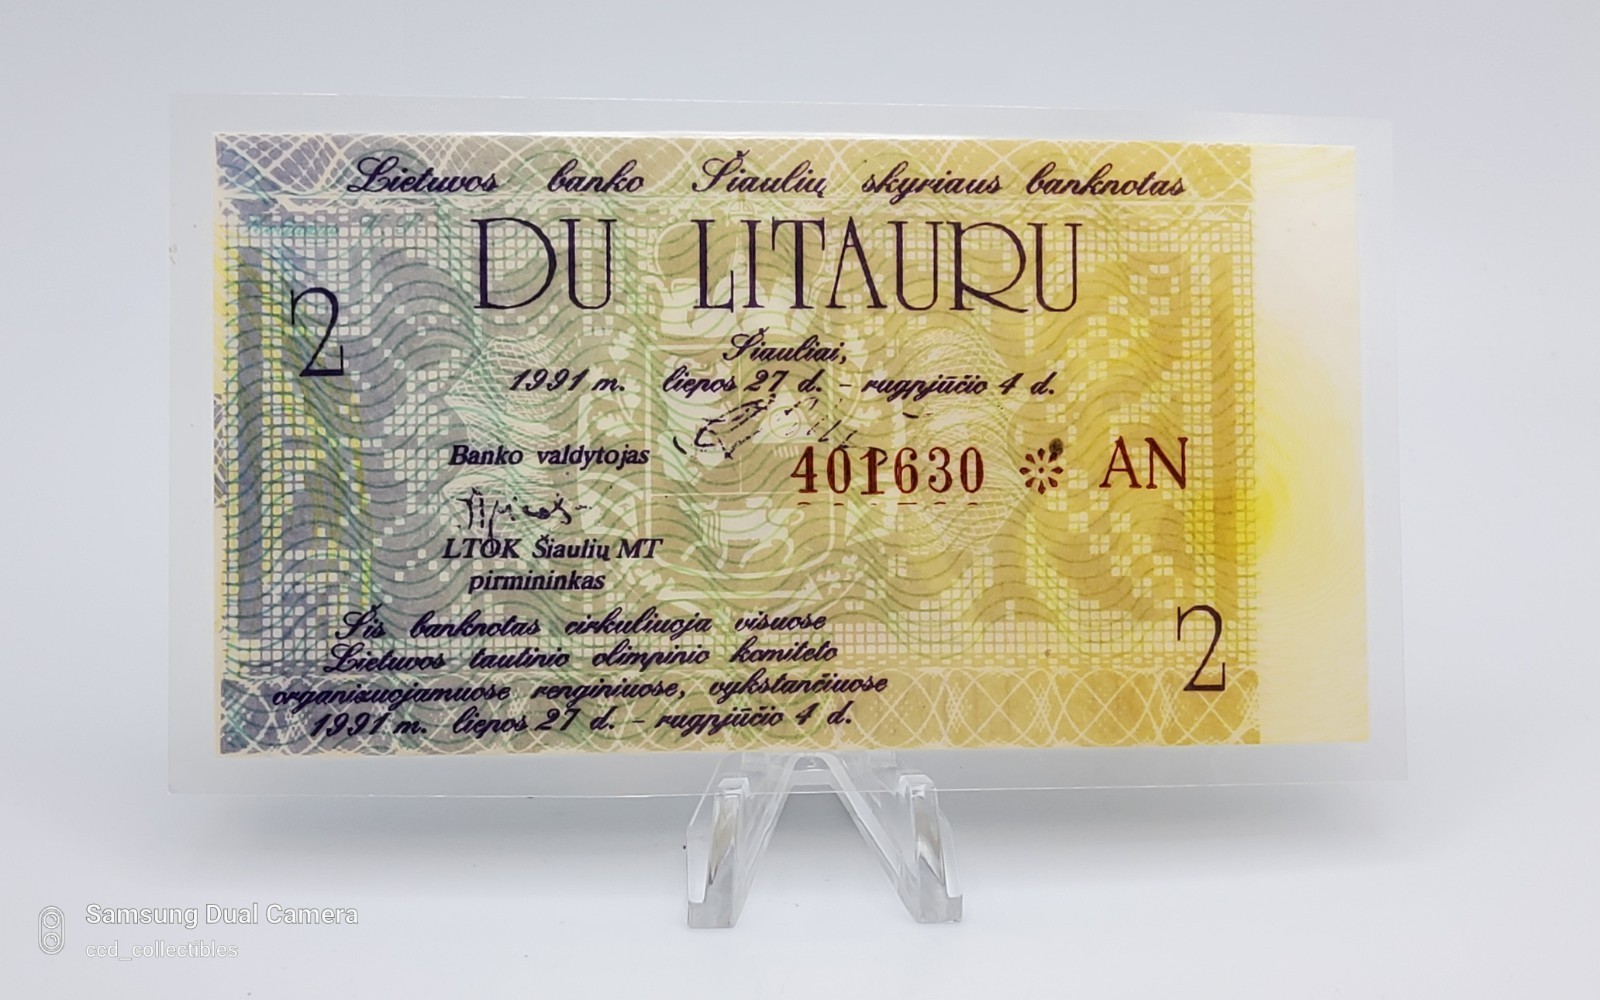 Lietuvos banko Šiaulių skyriaus banknotas
DU LITAURU
2
Šiauliai,
1991 m. liepos 27 d. - rugpjūčio 4 d.
Banko valdytojas
401630 AN
LTOK Šiaulių MT
pirmininkas
Šis banknotas cirkuliuoja visuose
Lietuvos tautinio olimpinio komiteto
organizuojamuose renginiuose, vykstančiuose
1991 m. liepos 27 d. - rugpjūčio 4 d.
2
Samsung Dual Camera
ccd_collectibles